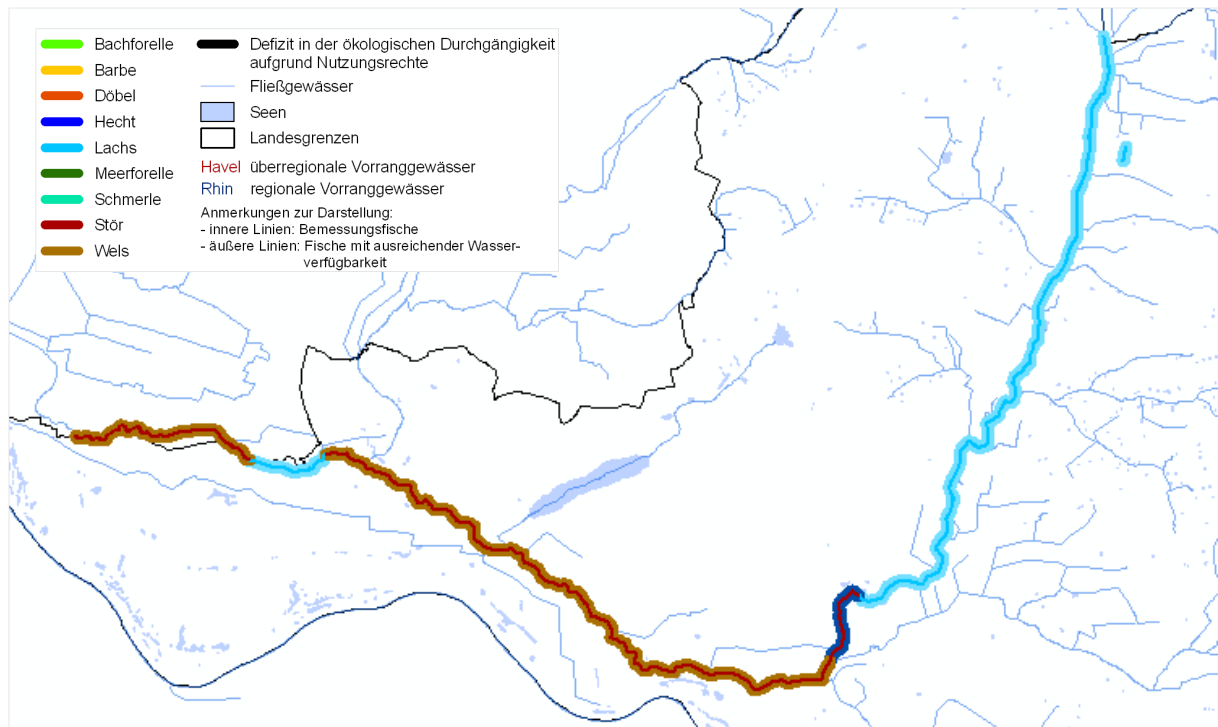 Bachforelle
Barbe
Döbel
Hecht
Lachs
Meerforelle
Schmerle
Stör
Wels
Defizit in der ökologischen Durchgängigkeit
aufgrund Nutzungsrechte
Fließgewässer
Seen
Landesgrenzen
Havel überregionale Vorranggewässer
Rhin regionale Vorranggewässer
Anmerkungen zur Darstellung:
- innere Linien: Bemessungsfische
- äußere Linien: Fische mit ausreichender Wasser-
verfügbarkeit